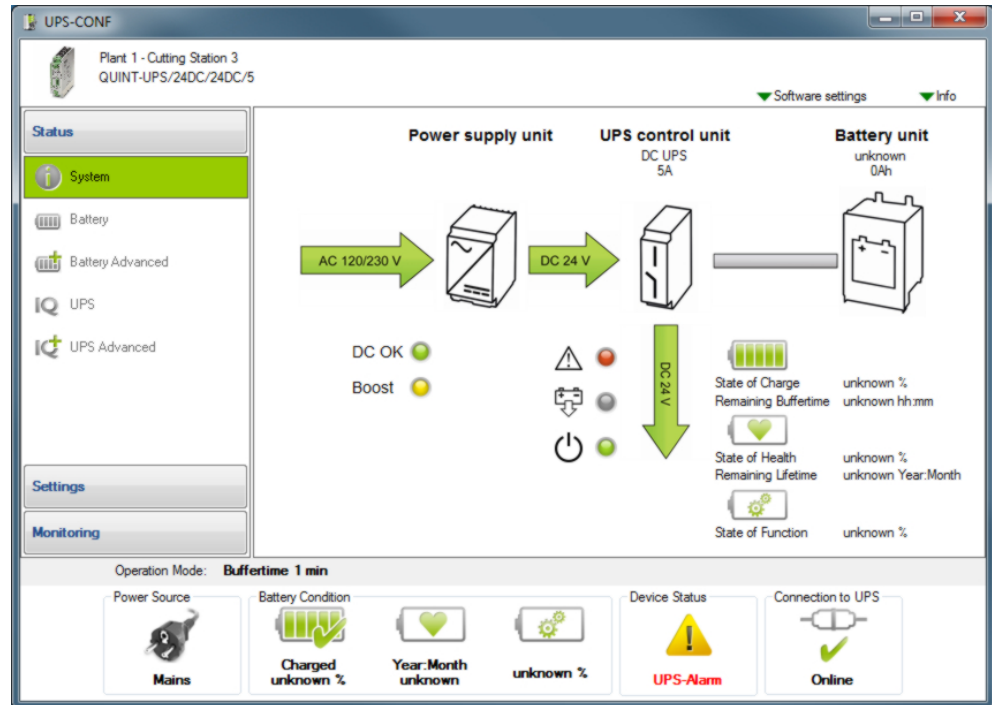 UPS-CONF
Plant 1 - Cutting Station 3
QUINT-UPS/24DC/24DC/5
Software settings
Info
Status
System
Battery
Battery Advanced
IQ UPS
IQ UPS Advanced
Settings
Monitoring
Power supply unit
UPS control unit
DC UPS
5A
Battery unit
unknown
0Ah
AC 120/230 V
DC 24 V
DC OK
Boost
DC 24 V
State of Charge unknown %
Remaining Buffertime unknown hh:mm
State of Health unknown %
Remaining Lifetime unknown Year:Month
State of Function unknown %
Operation Mode: Buffertime 1 min
Power Source
Mains
Battery Condition
Charged
unknown %
Year:Month
unknown
unknown %
Device Status
UPS-Alarm
Connection to UPS
Online